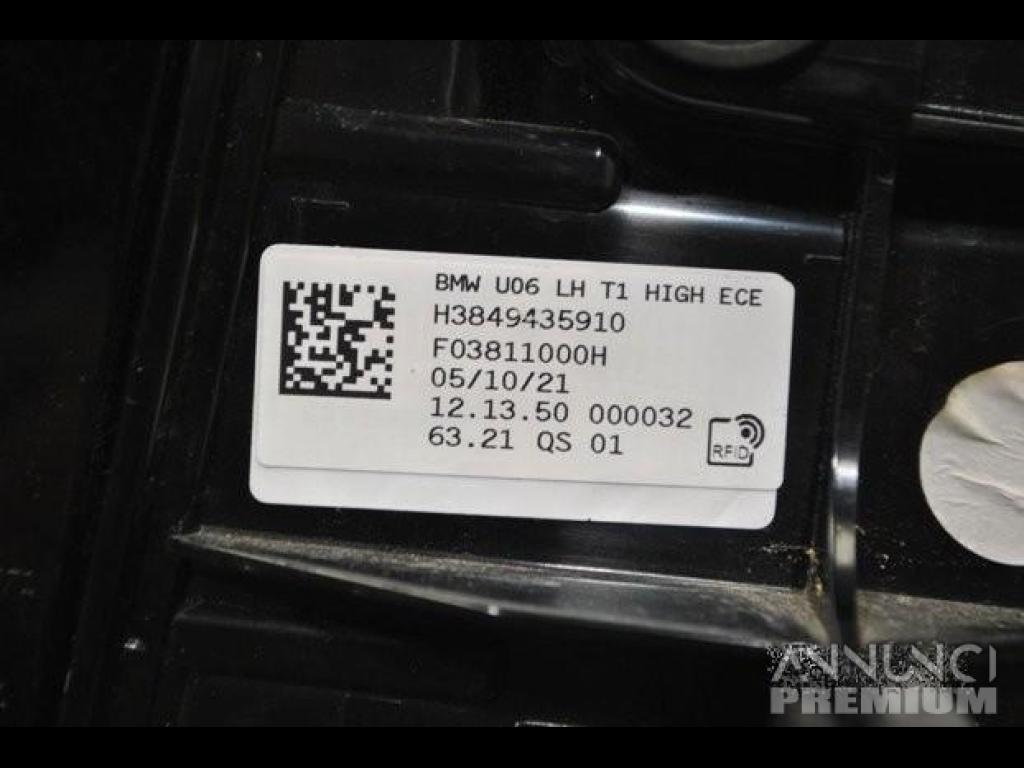 BMW U06 LH T1 HIGH ECE
H3849435910
F03811000H
05/10/21
12.13.50 000032
63.21 QS 01
RFID
ANNUNCI
PREMIUM